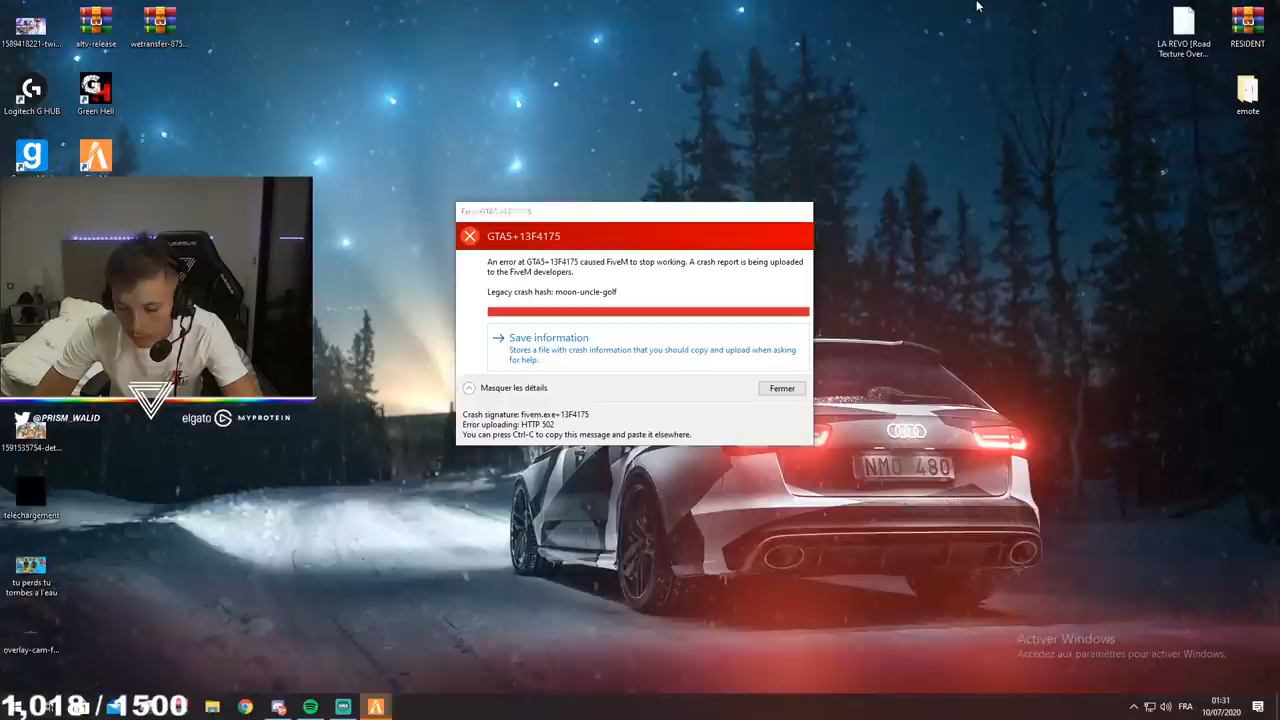 1589418221-twi...
altv-release
wetransfer-875...
LA REVO [Road
Texture Over...
RESIDENT
Logitech G HUB
Green Hell
emote
GTA5+13F4175
An error at GTA5+13F4175 caused FiveM to stop working. A crash report is being uploaded
to the FiveM developers.
Legacy crash hash: moon-uncle-golf
Save information
Stores a file with crash information that you should copy and upload when asking
for help.
Masquer les détails
Fermer
Crash signature: fivem.exe+13F4175
Error uploading: HTTP 502
You can press Ctrl-C to copy this message and paste it elsewhere.
@PRISM_WALID
elgato
MYPROTEIN
1591535754-det...
NMO 480
téléchargement
tu perds tu
tombes a l'eau
overlay-cam-f...
Activer Windows
Accédez aux paramètres pour activer Windows.
1,018 / 1500
FR
01:31
10/07/2020